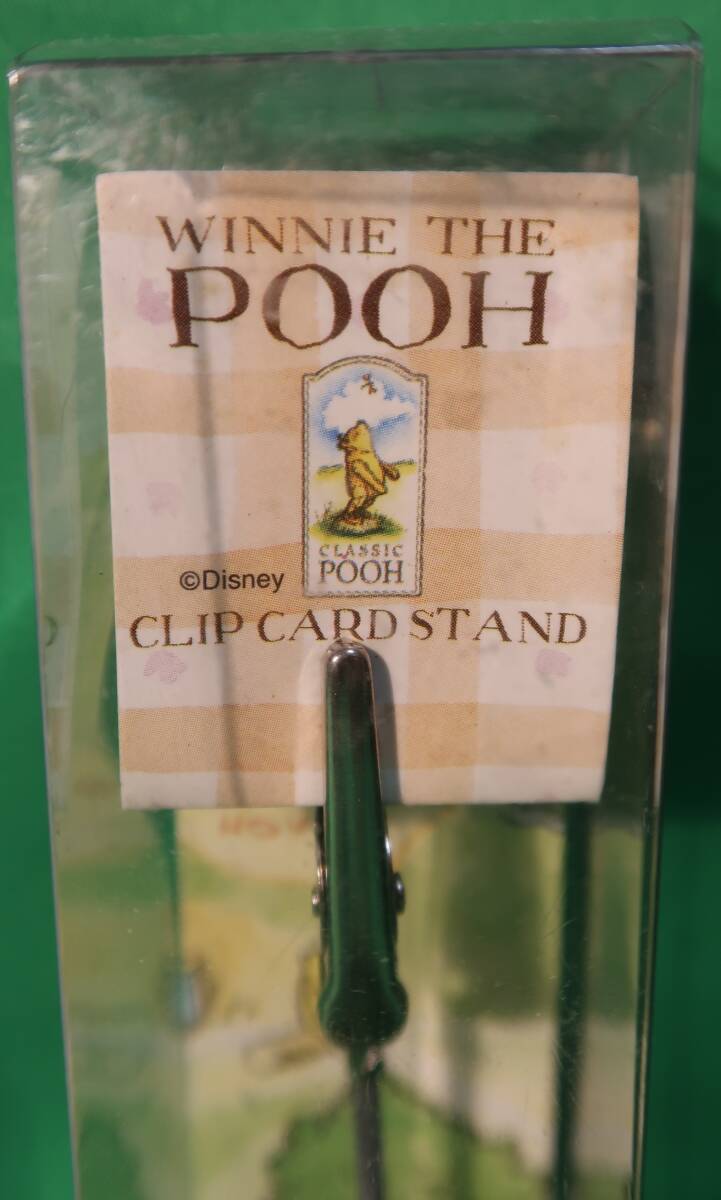 WINNIE THE
POOH
CLASSIC
POOH
©Disney
CLIP CARD STAND